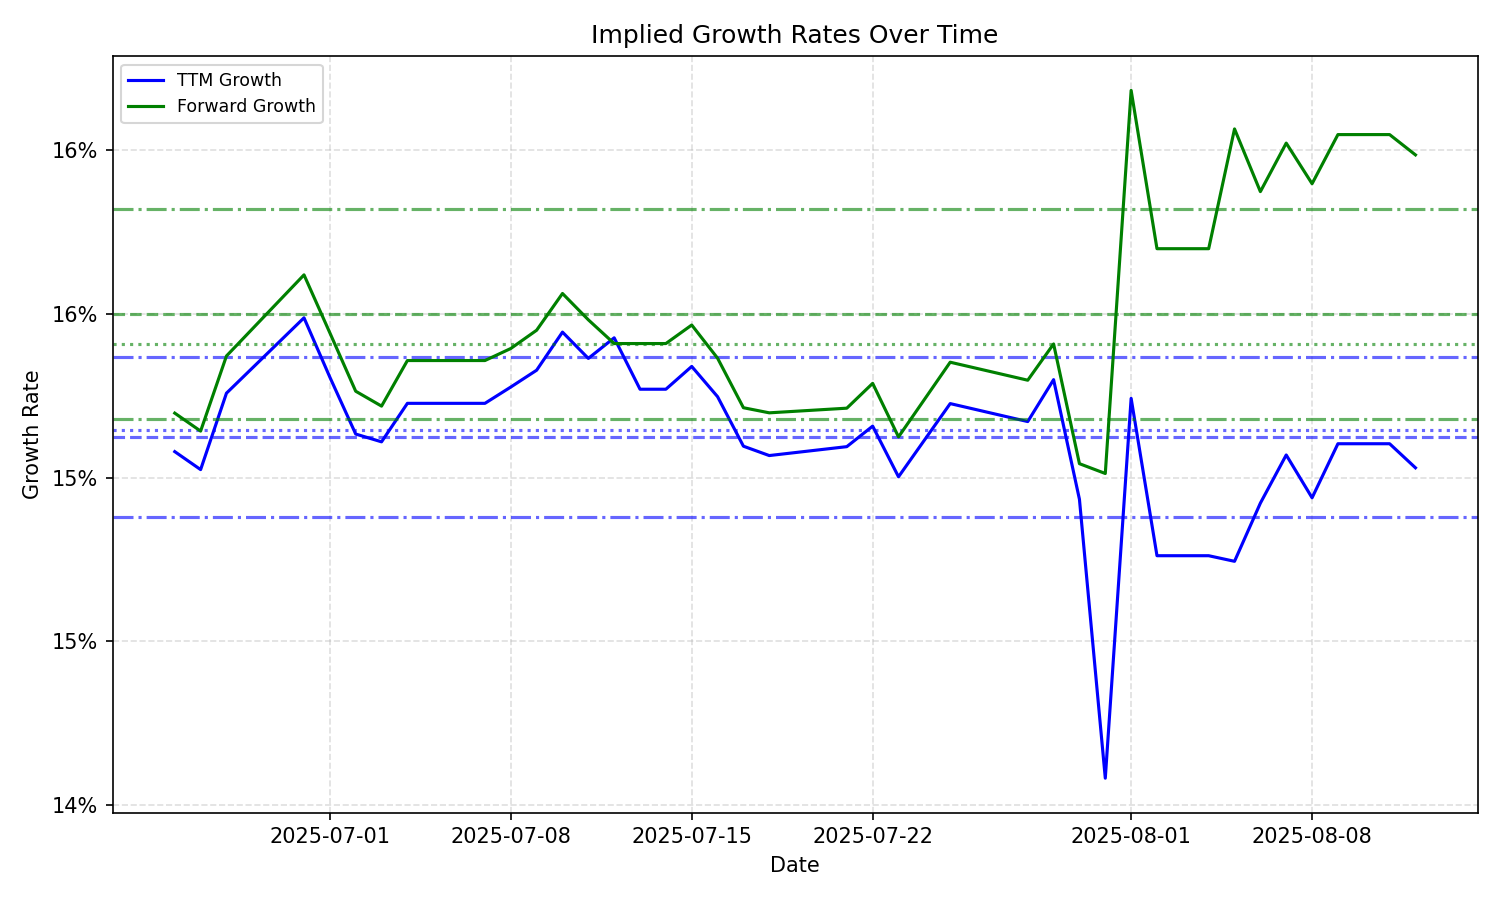 Implied Growth Rates Over Time
TTM Growth
Forward Growth
16%
16%
15%
15%
14%
Growth Rate
2025-07-01
2025-07-08
2025-07-15
2025-07-22
2025-08-01
2025-08-08
Date